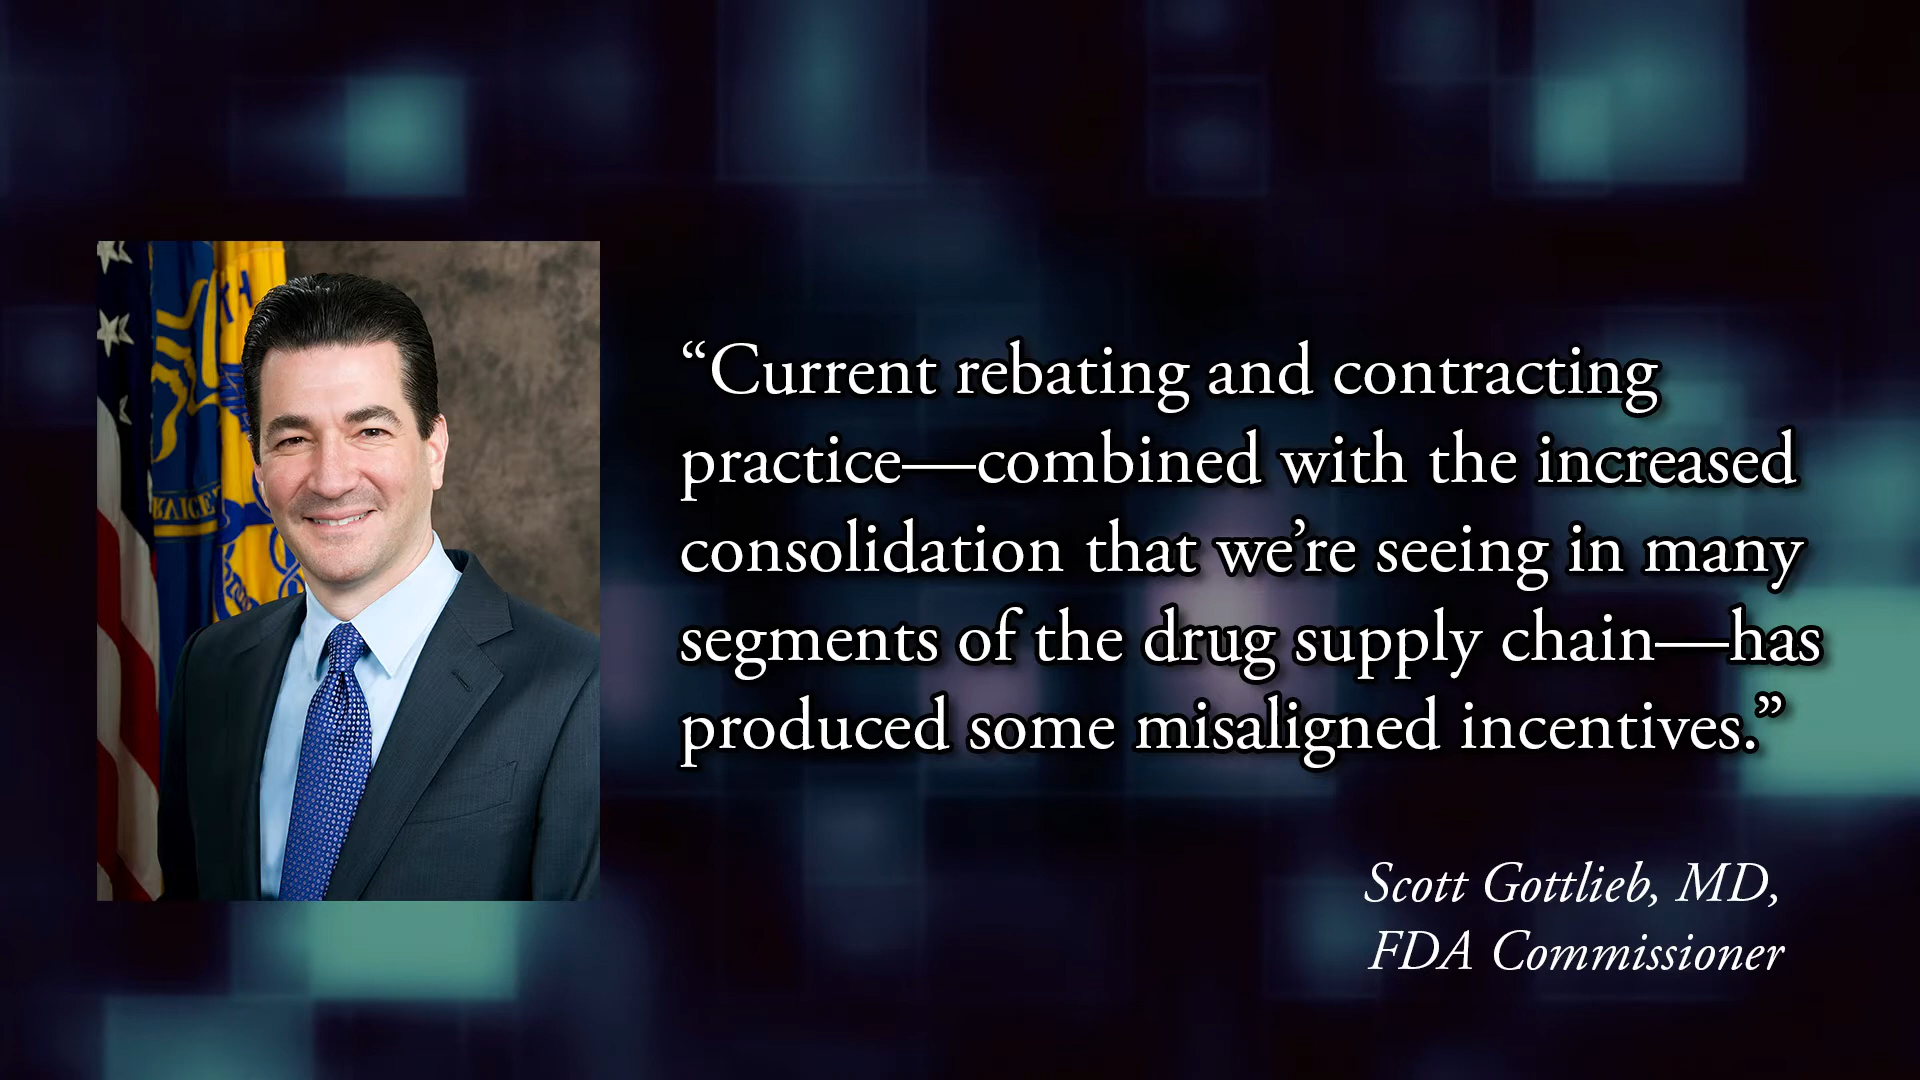 “Current rebating and contracting
practice—combined with the increased
consolidation that we’re seeing in many
segments of the drug supply chain—has
produced some misaligned incentives.”
Scott Gottlieb, MD,
FDA Commissioner